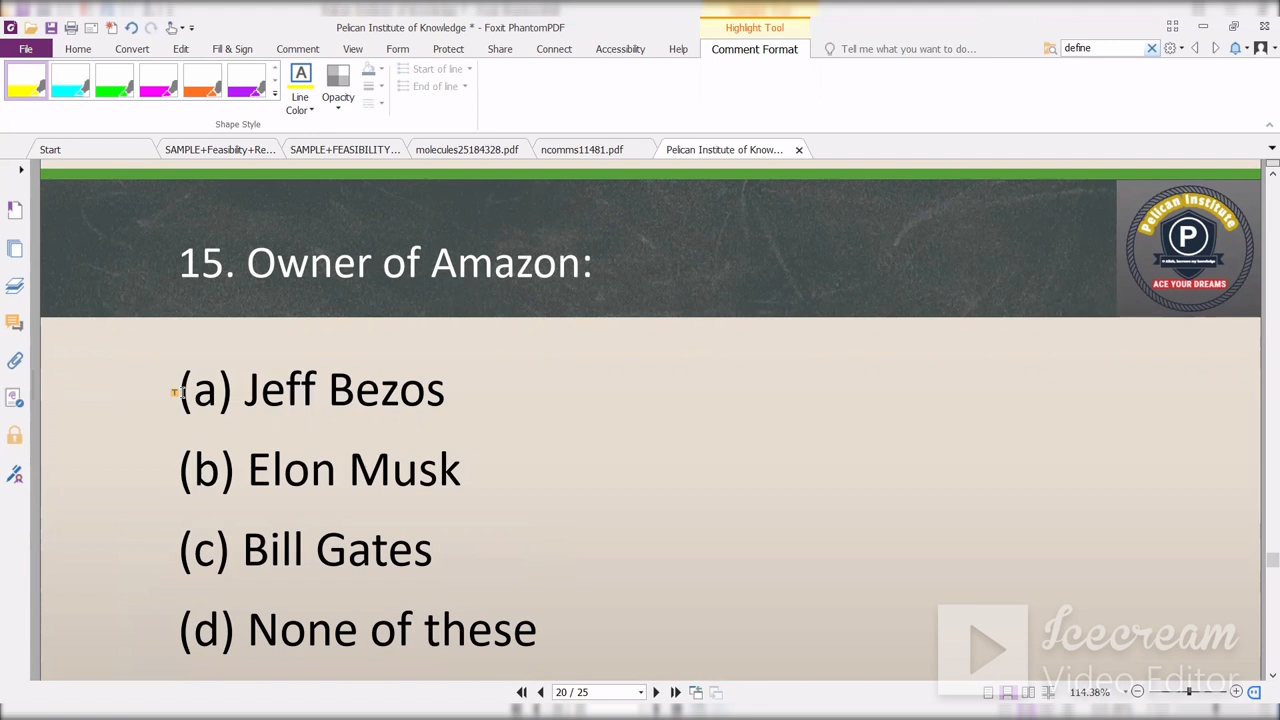 Highlight Tool
Pelican Institute of Knowledge * - Foxit PhantomPDF
File Home Convert Edit Fill & Sign Comment View Form Protect Share Connect Accessibility Help Comment Format Tell me what you want to do... define
Line Color
Opacity
Start of line
End of line
Shape Style
Start SAMPLE+Feasibility+Re... SAMPLE+FEASIBILITY... molecules25184328.pdf ncomms11481.pdf Pelican Institute of Know...
15. Owner of Amazon:
Pelican Institute
P
ACE YOUR DREAMS
(a) Jeff Bezos
(b) Elon Musk
(c) Bill Gates
(d) None of these
Icecream
Video Editor
20 / 25
114.38%